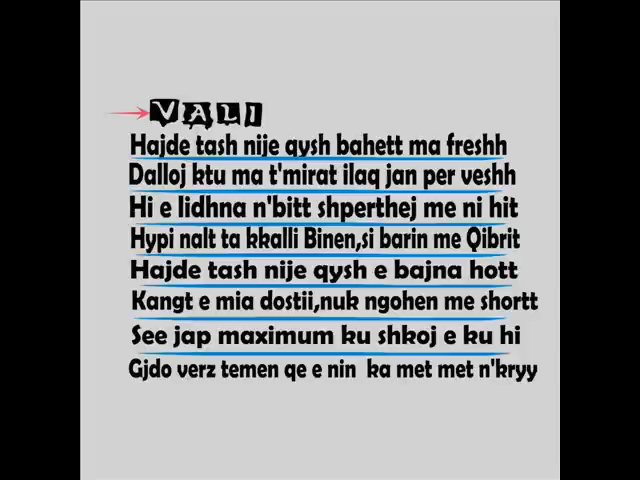 VALI
Hajde tash nije qysh bahett ma freshh
Dalloj ktu ma t'mirat ilaq jan per veshh
Hi e lidhna n'bitt shperthej me ni hit
Hypi nalt ta kkalli Binen,si barin me Qibrit
Hajde tash nije qysh e bajna hott
Kangt e mia dostii,nuk ngohen me shortt
See jap maximum ku shkoj e ku hi
Gjdo verz temen qe e nin ka met met n'kryy